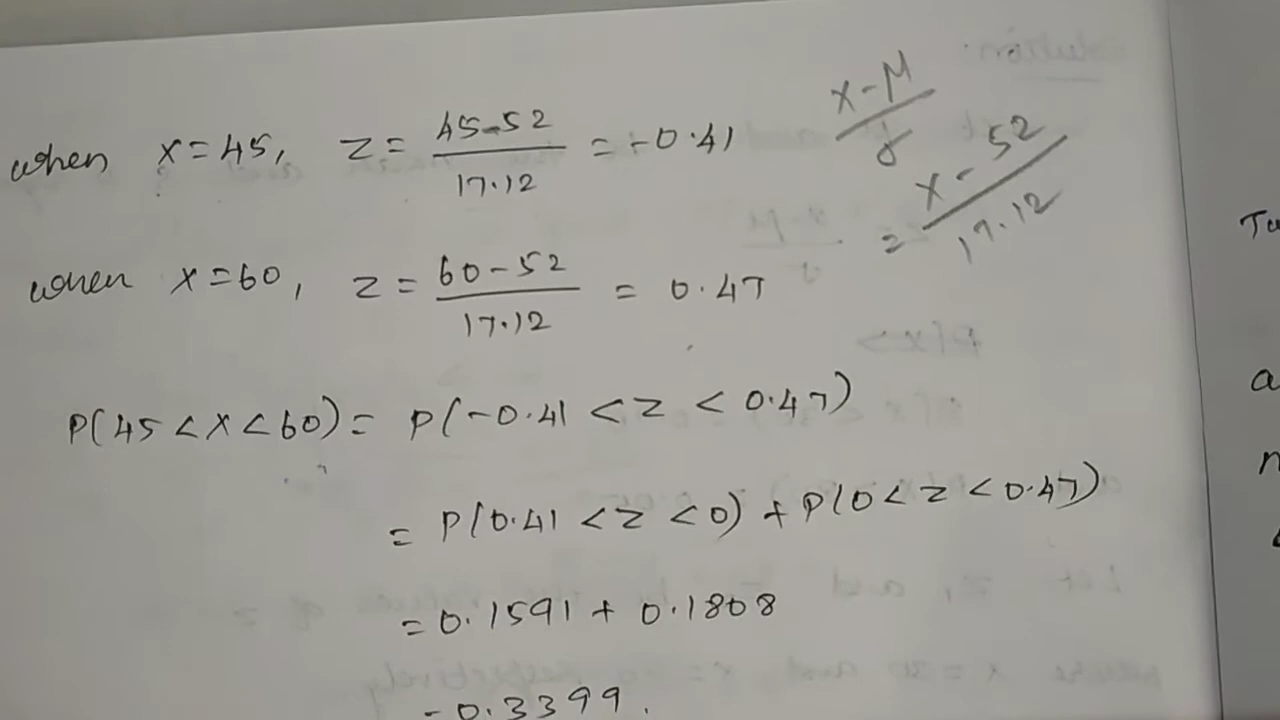 when x=45, z = 45-52 / 17.12 = -0.41
x-μ / σ
= x - 52 / 17.12
when x=60, z = 60-52 / 17.12 = 0.47
P(45<x<60) = P(-0.41 <z < 0.47)
= P(0.41 <z <0) + P(0< z <0.47)
= 0.1591 + 0.1808
= 0.3399.